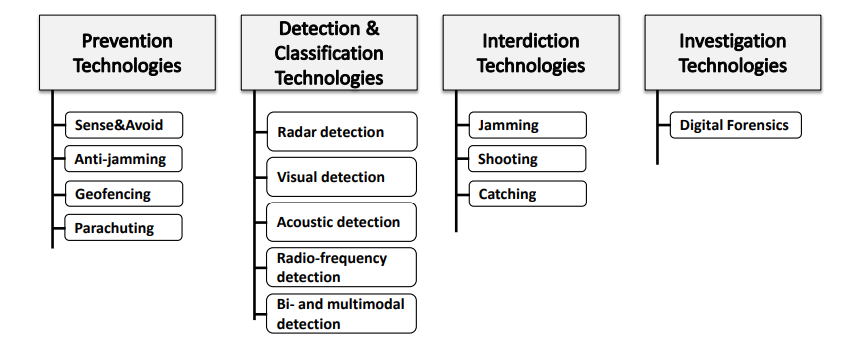 Prevention
Technologies
Sense&Avoid
Anti-jamming
Geofencing
Parachuting
Detection &
Classification
Technologies
Radar detection
Visual detection
Acoustic detection
Radio-frequency
detection
Bi- and multimodal
detection
Interdiction
Technologies
Jamming
Shooting
Catching
Investigation
Technologies
Digital Forensics